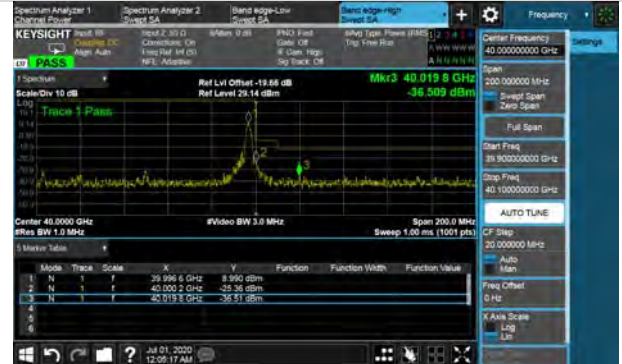 Spectrum Analyzer 1
Channel Power
Spectrum Analyzer 2
Swept SA
Band edge-Low
Swept SA
Band edge-High
Swept SA
Frequency
KEYSIGHT
Input: RF
Coupling: DC
Align: Auto
Input Z: 50 Ω
Corrections: On
Freq Ref: Int (S)
NFE: Adaptive
Atten: 0 dB
PNO: Fast
Gate: Off
IF Gain: High
Sig Track: Off
Avg Type: Power (RMS)
Trig: Free Run
PASS
Center Frequency
40.000000000 GHz
Settings
Span
200.000000 MHz
Swept Span
Zero Span
Full Span
Start Freq
39.900000000 GHz
Stop Freq
40.100000000 GHz
AUTO TUNE
CF Step
20.000000 MHz
Auto
Man
Freq Offset
0 Hz
X Axis Scale
Log
Lin
1 Spectrum
Scale/Div 10 dB
Ref Lvl Offset -19.66 dB
Ref Level 29.14 dBm
Mkr3 40.019 8 GHz
-36.509 dBm
Log
Trace 1 Pass
1
2
3
Center 40.0000 GHz
#Res BW 1.0 MHz
#Video BW 3.0 MHz
Span 200.0 MHz
Sweep 1.00 ms (1001 pts)
5 Marker Table
Mode Trace Scale X Y Function Function Width Function Value
1 N 1 f 39.996 6 GHz 8.990 dBm
2 N 1 f 40.000 2 GHz -25.36 dBm
3 N 1 f 40.019 8 GHz -36.51 dBm
4
5
6
Jul 01, 2020
12:05:17 AM